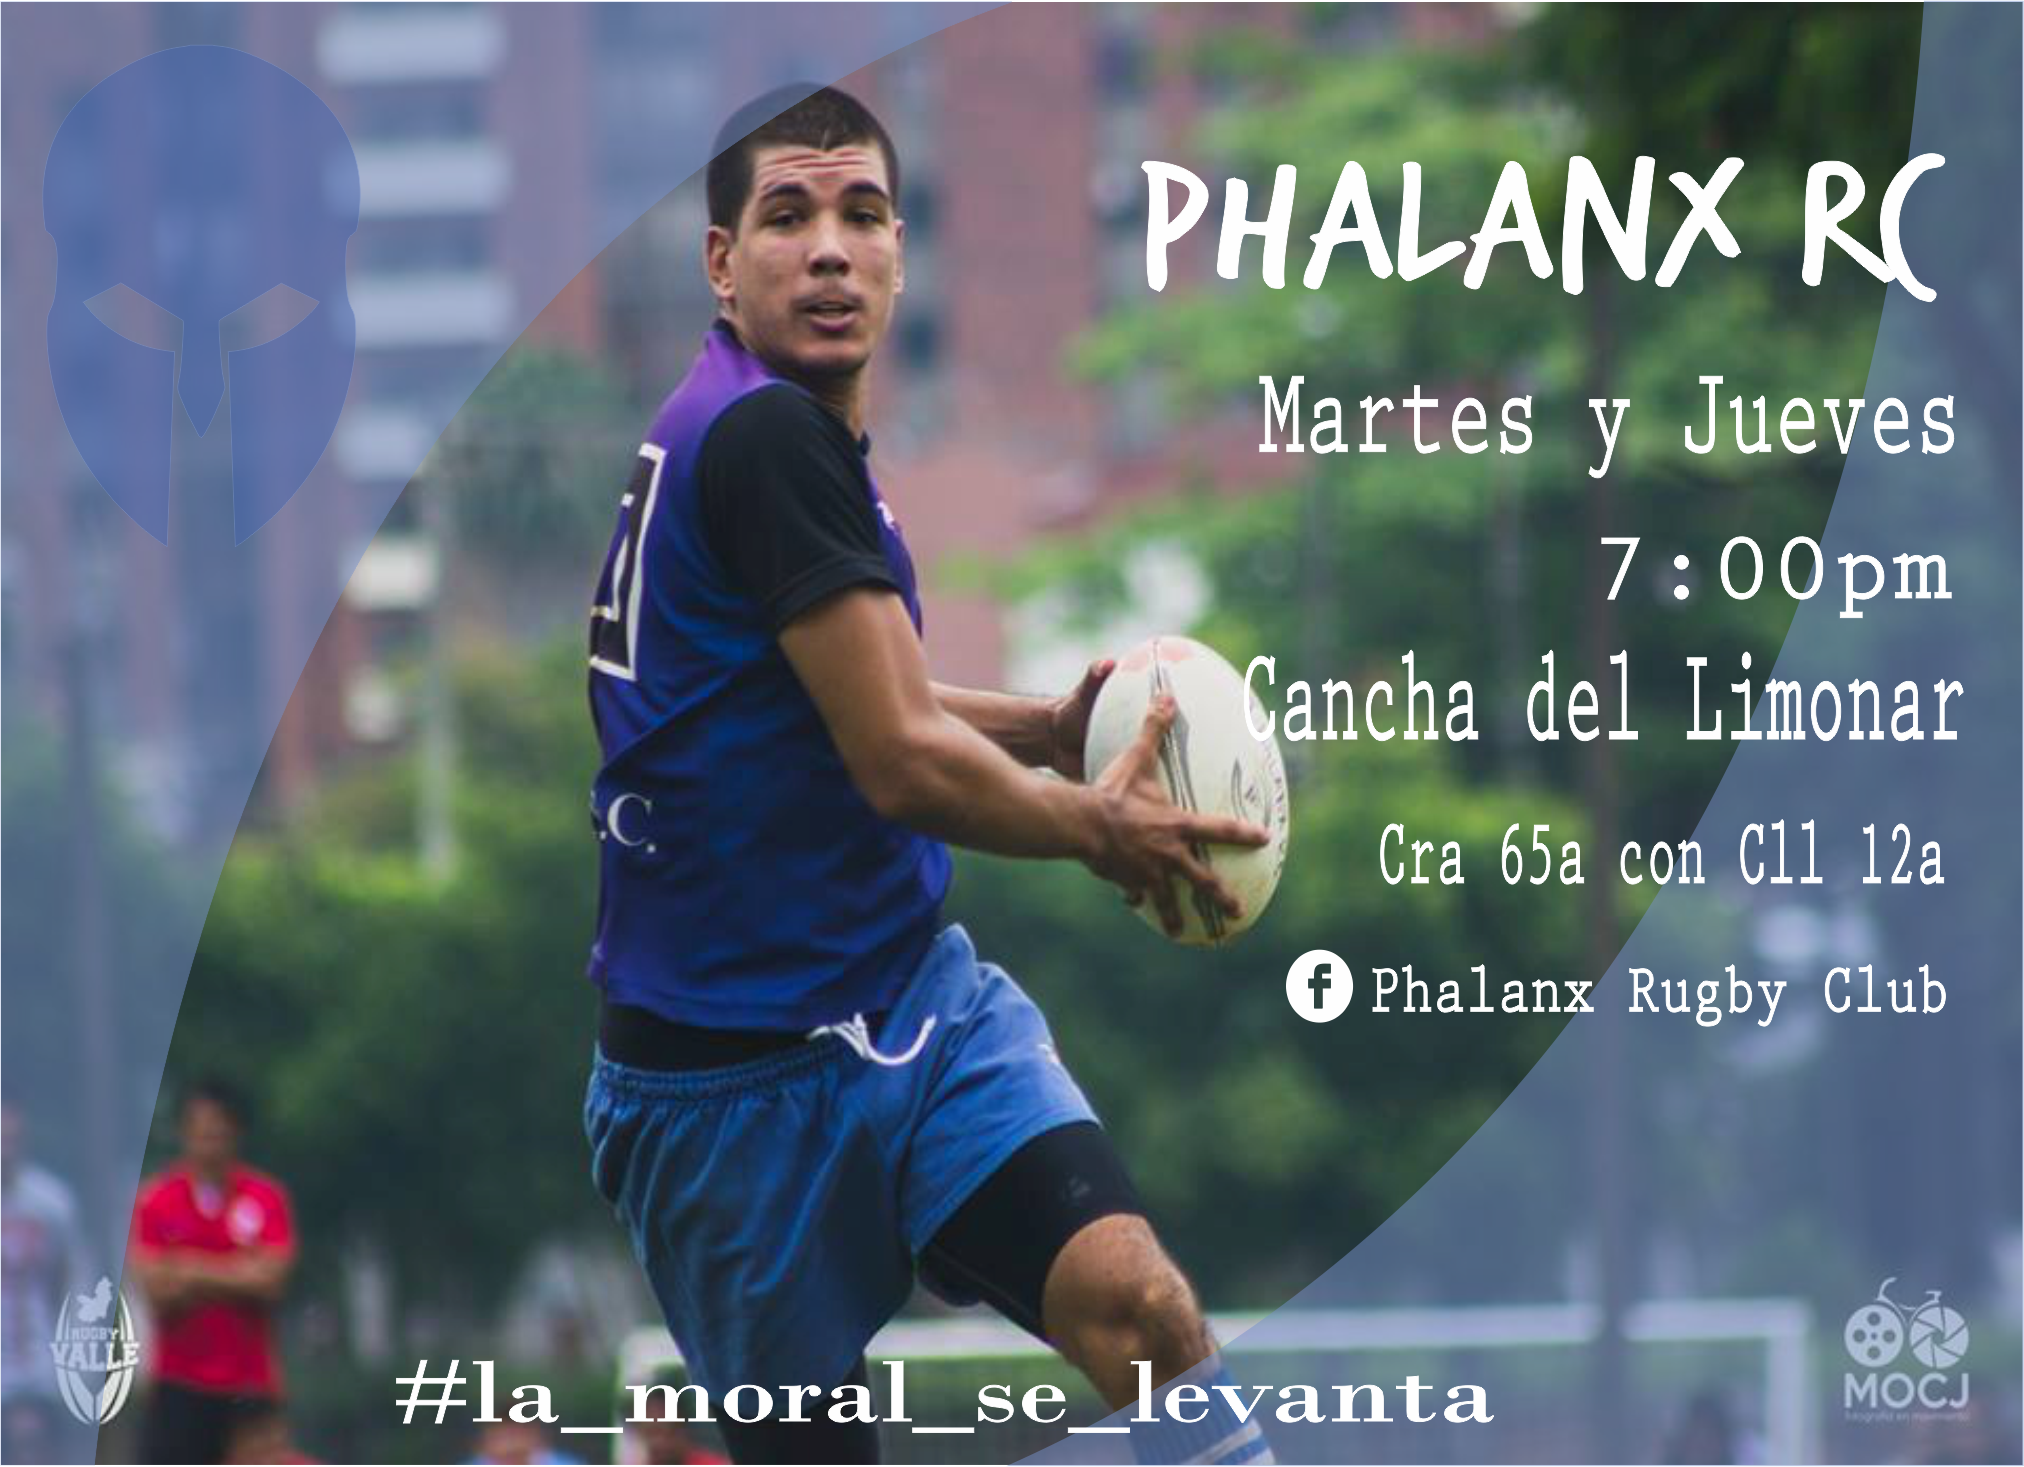 PHALANX RC
Martes y Jueves
7:00pm
Cancha del Limonar
Cra 65a con Cll 12a
Phalanx Rugby Club
.C.
RUGBY
VALLE
#la_moral_se_levanta
MOCJ